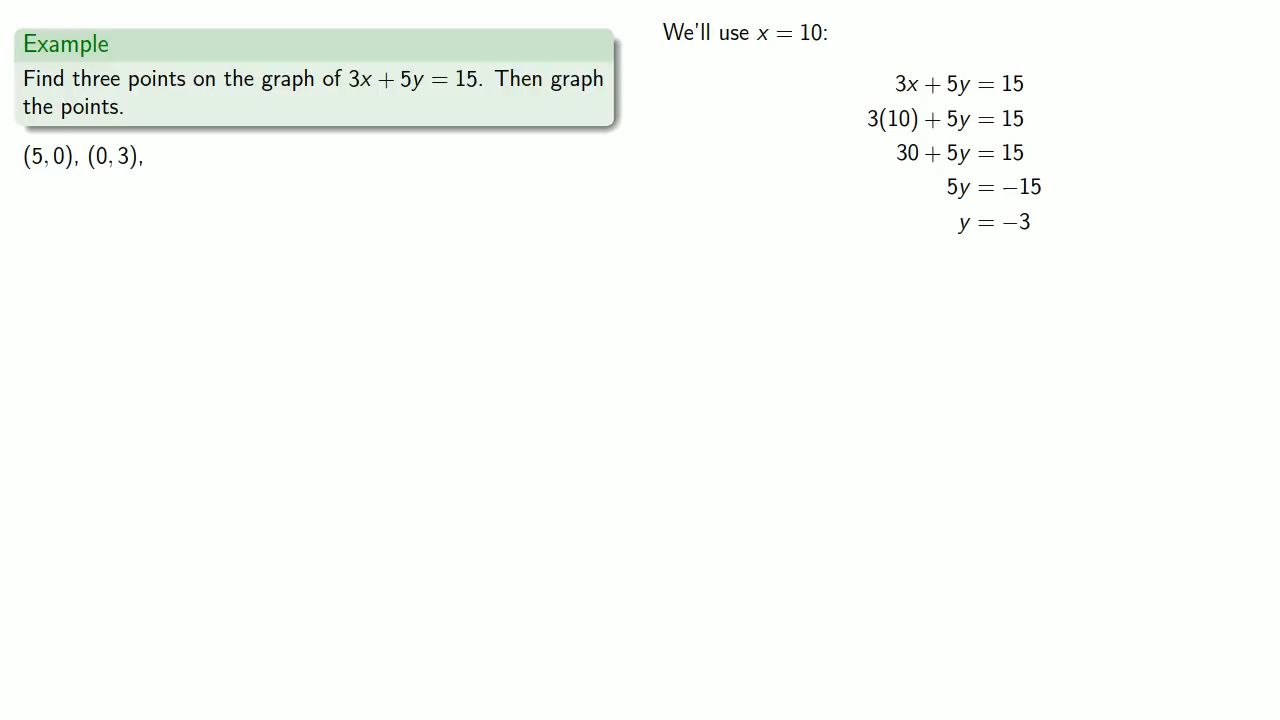 Example
Find three points on the graph of 3x + 5y = 15. Then graph
the points.
(5, 0), (0, 3),
We'll use x = 10:
3x + 5y = 15
3(10) + 5y = 15
30 + 5y = 15
5y = −15
y = −3